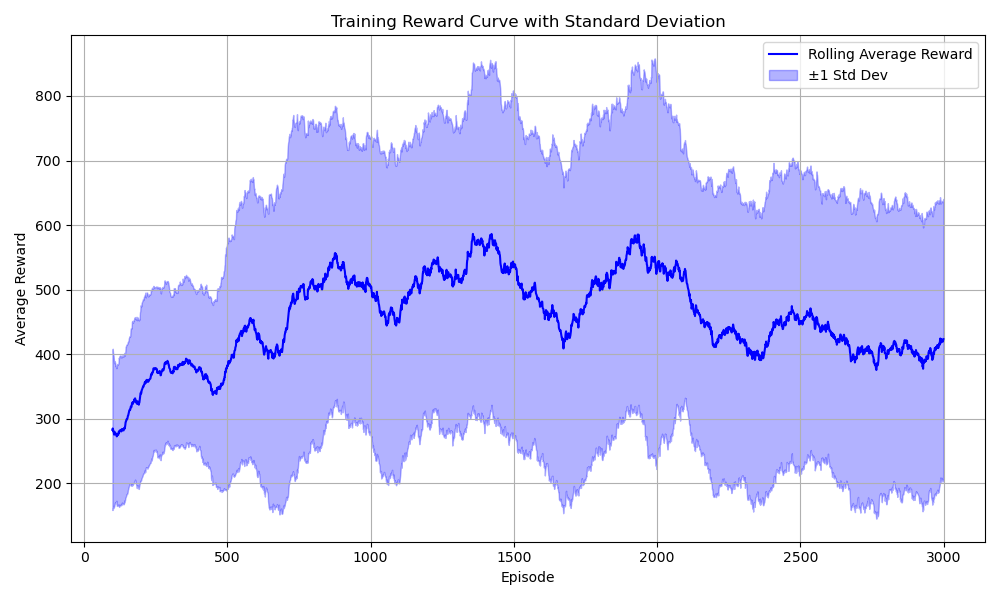 Training Reward Curve with Standard Deviation
Rolling Average Reward
±1 Std Dev
Average Reward
800
700
600
500
400
300
200
0
500
1000
1500
2000
2500
3000
Episode